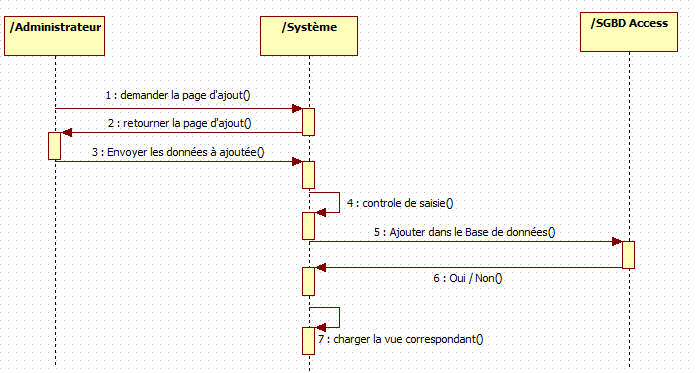 /Administrateur
/Système
/SGBD Access
1 : demander la page d'ajout()
2 : retourner la page d'ajout()
3 : Envoyer les données à ajoutée()
4 : controle de saisie()
5 : Ajouter dans le Base de données()
6 : Oui / Non()
7 : charger la vue correspondant()